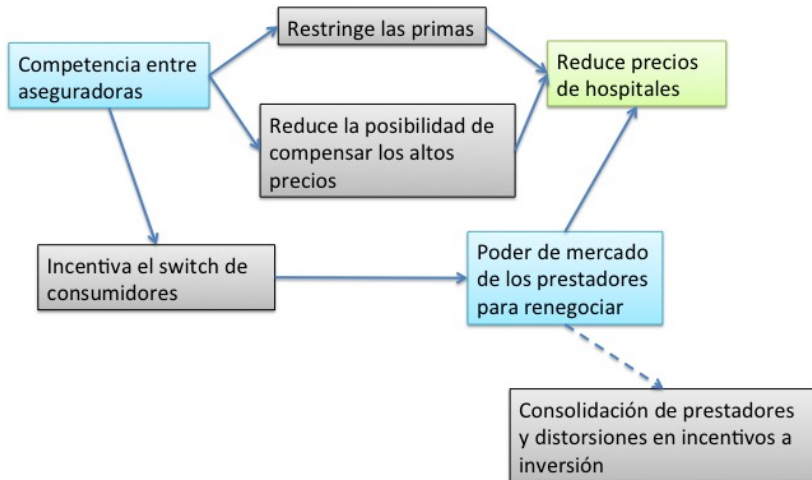 Restringe las primas
Competencia entre
aseguradoras
Reduce precios
de hospitales
Reduce la posibilidad de
compensar los altos
precios
Incentiva el switch de
consumidores
Poder de mercado
de los prestadores
para renegociar
Consolidación de prestadores
y distorsiones en incentivos a
inversión